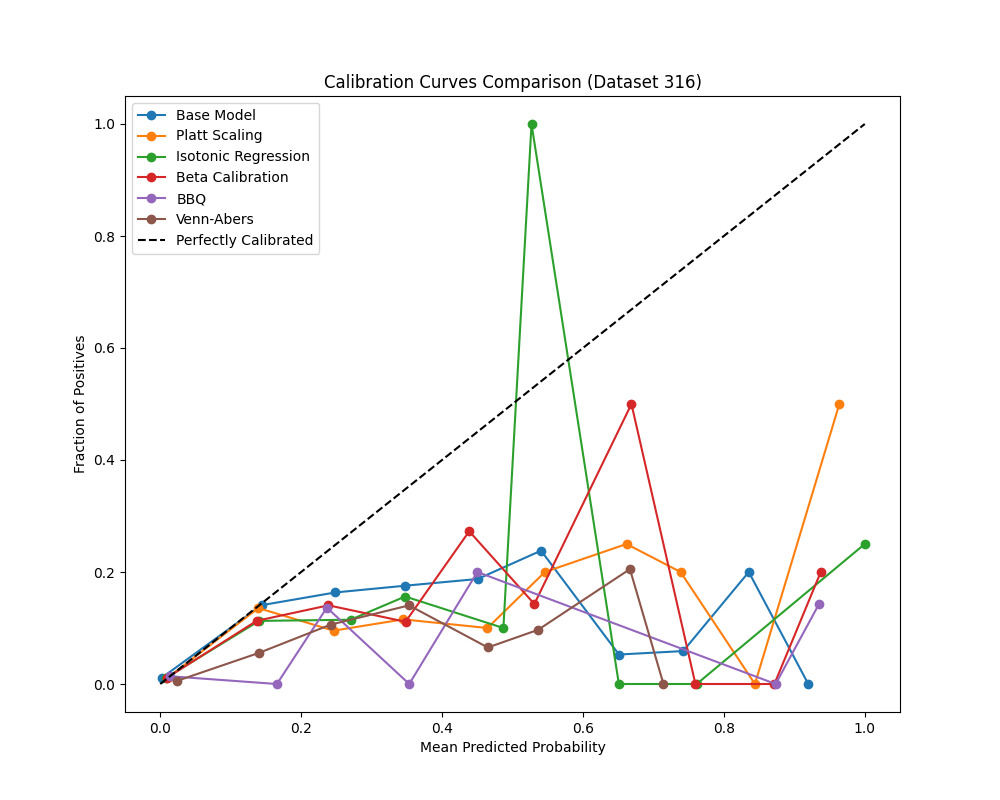 Calibration Curves Comparison (Dataset 316)
Base Model
Platt Scaling
Isotonic Regression
Beta Calibration
BBQ
Venn-Abers
Perfectly Calibrated
Fraction of Positives
1.0
0.8
0.6
0.4
0.2
0.0
0.0 0.2 0.4 0.6 0.8 1.0
Mean Predicted Probability